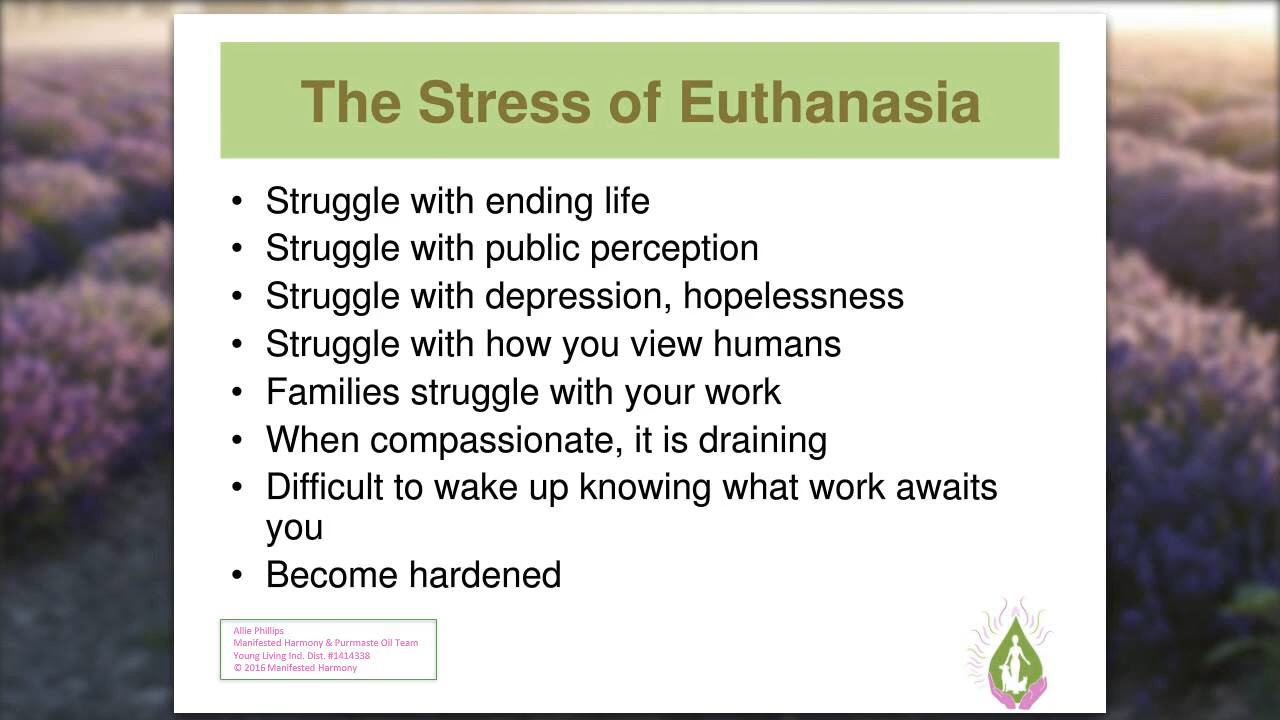 The Stress of Euthanasia
• Struggle with ending life
• Struggle with public perception
• Struggle with depression, hopelessness
• Struggle with how you view humans
• Families struggle with your work
• When compassionate, it is draining
• Difficult to wake up knowing what work awaits
you
• Become hardened
Allie Phillips
Manifested Harmony & Purrmaste Oil Team
Young Living Ind. Dist. #1414338
© 2016 Manifested Harmony